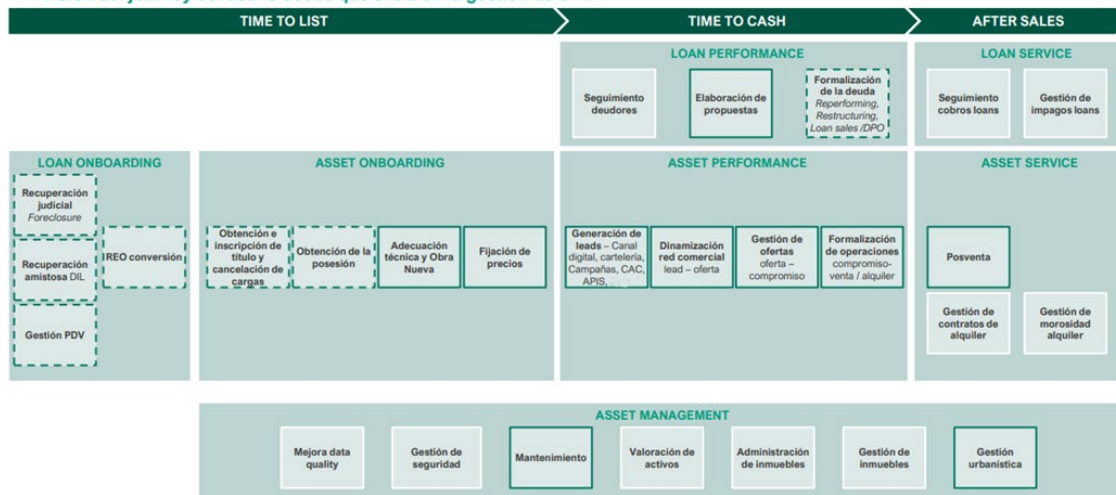 TIME TO LIST
TIME TO CASH
AFTER SALES
LOAN PERFORMANCE
Seguimiento
deudores
Elaboración de
propuestas
Formalización
de la deuda
Reperforming,
Restructuring,
Loan sales /DPO
LOAN SERVICE
Seguimiento
cobros loans
Gestión de
impagos loans
LOAN ONBOARDING
Recuperación
judicial
Foreclosure
Recuperación
amistosa DIL
Gestión PDV
REO conversión
ASSET ONBOARDING
Obtención e
inscripción de
titulo y
cancelación de
cargas
Obtención de la
posesión
Adecuación
técnica y Obra
Nueva
Fijación de
precios
ASSET PERFORMANCE
Generación de
leads – Canal
digital, cartelería,
Campañas, CAC,
APIS,
Dinamización
red comercial
lead – oferta
Gestión de
ofertas
oferta –
compromiso
Formalización
de operaciones
compromiso-
venta / alquiler
ASSET SERVICE
Posventa
Gestión de
contratos de
alquiler
Gestión de
morosidad
alquiler
ASSET MANAGEMENT
Mejora data
quality
Gestión de
seguridad
Mantenimiento
Valoración de
activos
Administración
de inmuebles
Gestión de
inmuebles
Gestión
urbanística